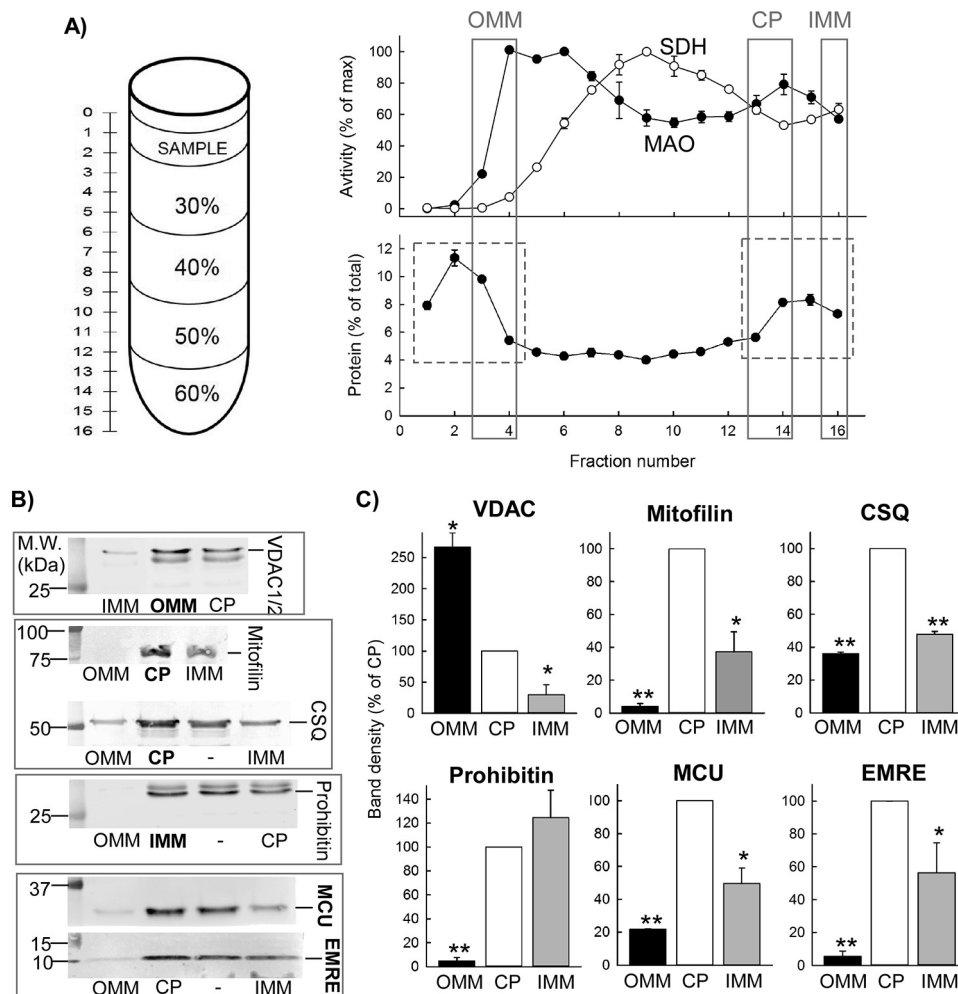 A)
0
1
2
3
4
5
6
7
8
9
10
11
12
13
14
15
16
SAMPLE
30%
40%
50%
60%
OMM CP IMM
Avtivity (% of max)
100
80
60
40
20
0
SDH
MAO
Protein (% of total)
12
10
8
6
4
2
0
0 2 4 6 8 10 12 14 16
Fraction number
B)
M.W.
(kDa)
25
VDAC1/2
IMM OMM CP
100
75
Mitofilin
OMM CP IMM
50
CSQ
OMM CP - IMM
25
Prohibitin
OMM IMM - CP
37
MCU
15
10
EMRE
OMM CP - IMM
C)
Band density (% of CP)
VDAC
250
200
150
100
50
0
*
*
OMM CP IMM
Mitofilin
100
80
60
40
20
0
**
*
OMM CP IMM
CSQ
100
80
60
40
20
0
**
**
OMM CP IMM
Prohibitin
140
120
100
80
60
40
20
0
**
OMM CP IMM
MCU
100
80
60
40
20
0
**
*
OMM CP IMM
EMRE
100
80
60
40
20
0
**
*
OMM CP IMM